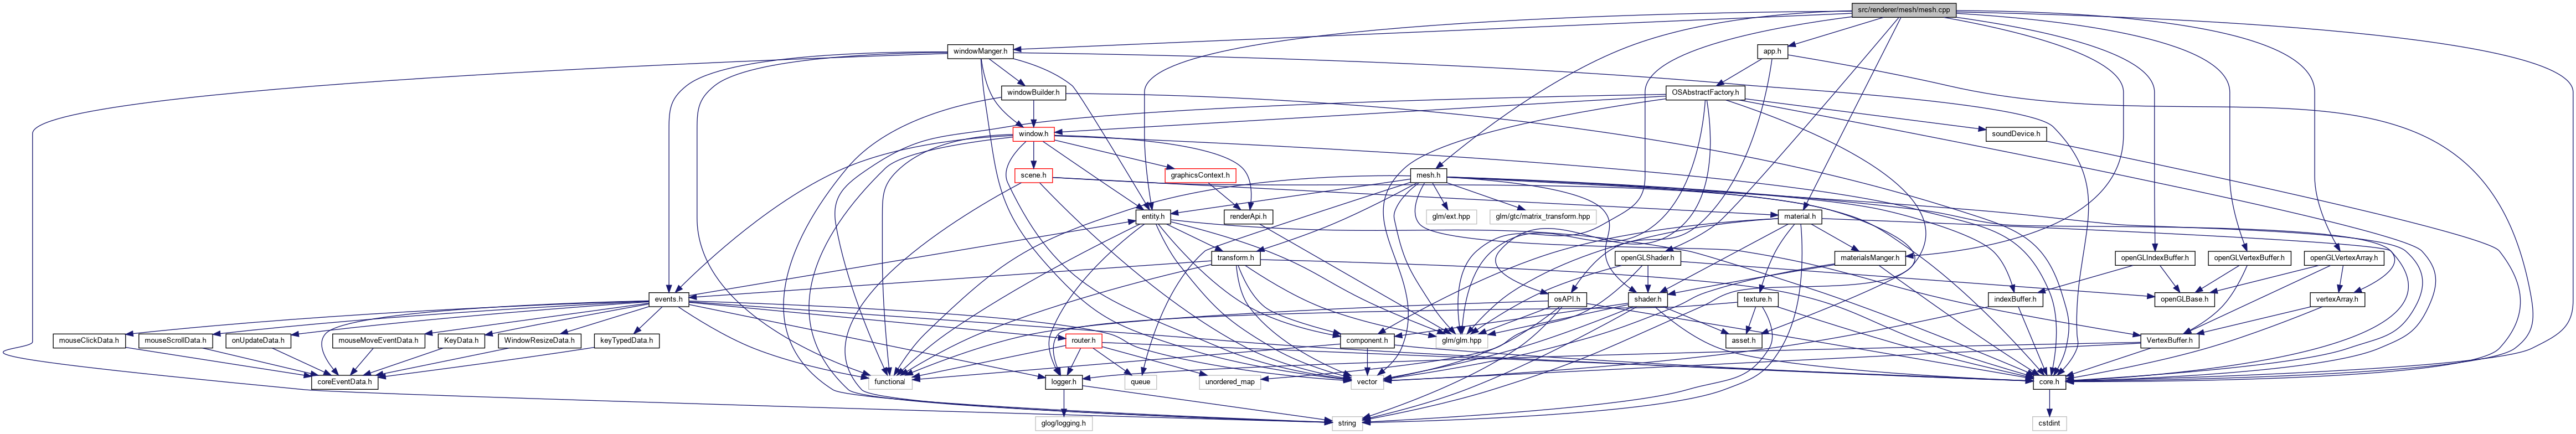 src/renderer/mesh/mesh.cpp
windowManger.h
app.h
windowBuilder.h
OSAbstractFactory.h
window.h
soundDevice.h
scene.h
graphicsContext.h
mesh.h
entity.h
renderApi.h
glm/ext.hpp
glm/gtc/matrix_transform.hpp
material.h
transform.h
openGLShader.h
materialsManger.h
openGLIndexBuffer.h
openGLVertexBuffer.h
openGLVertexArray.h
events.h
osAPI.h
shader.h
texture.h
indexBuffer.h
openGLBase.h
vertexArray.h
mouseClickData.h
mouseScrollData.h
onUpdateData.h
mouseMoveEventData.h
KeyData.h
WindowResizeData.h
keyTypedData.h
router.h
component.h
glm/glm.hpp
asset.h
VertexBuffer.h
coreEventData.h
functional
logger.h
queue
unordered_map
vector
core.h
glog/logging.h
string
cstdint